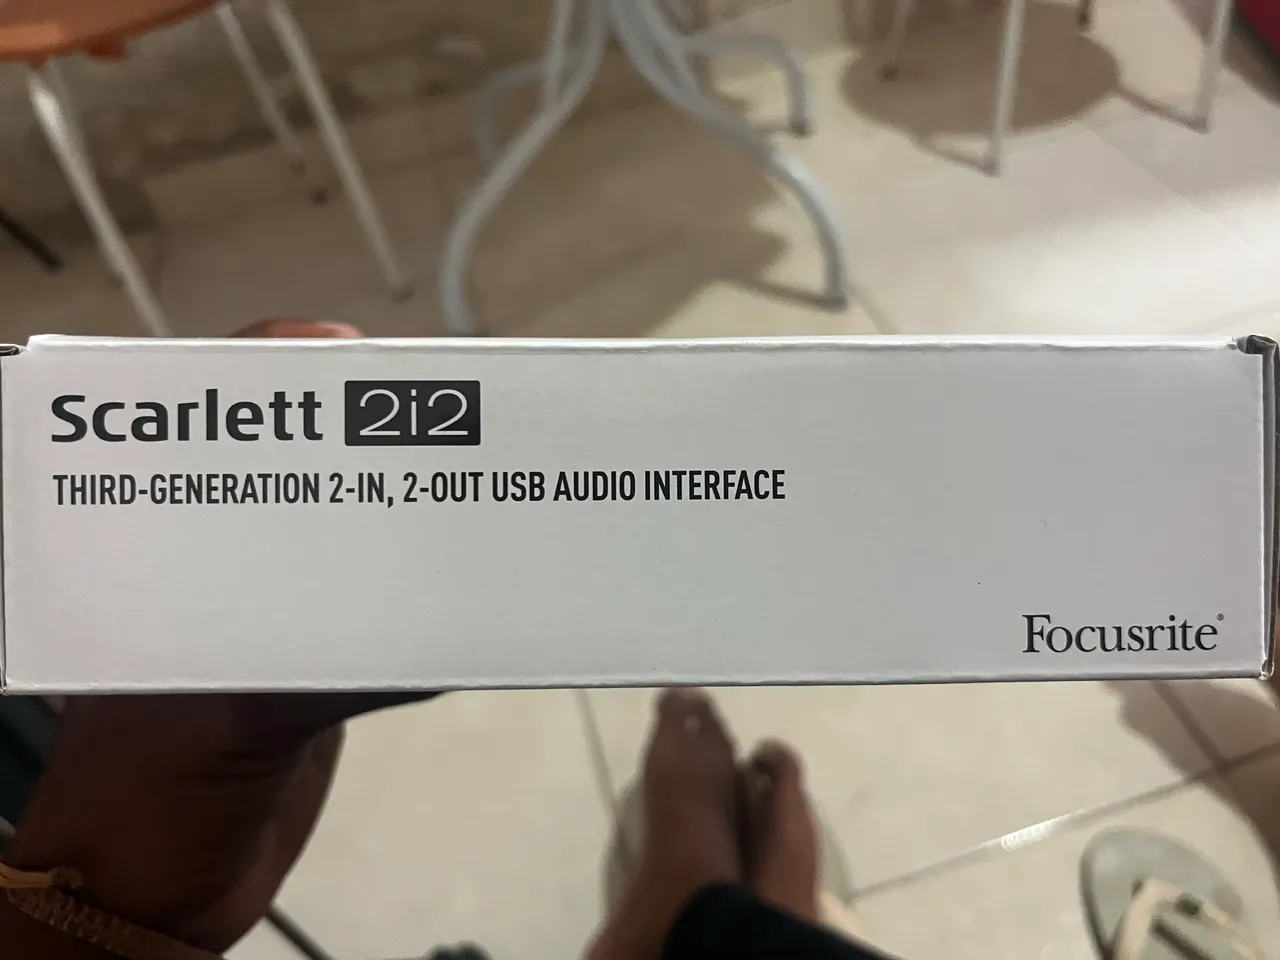 Scarlett 2i2
THIRD-GENERATION 2-IN, 2-OUT USB AUDIO INTERFACE
Focusrite®